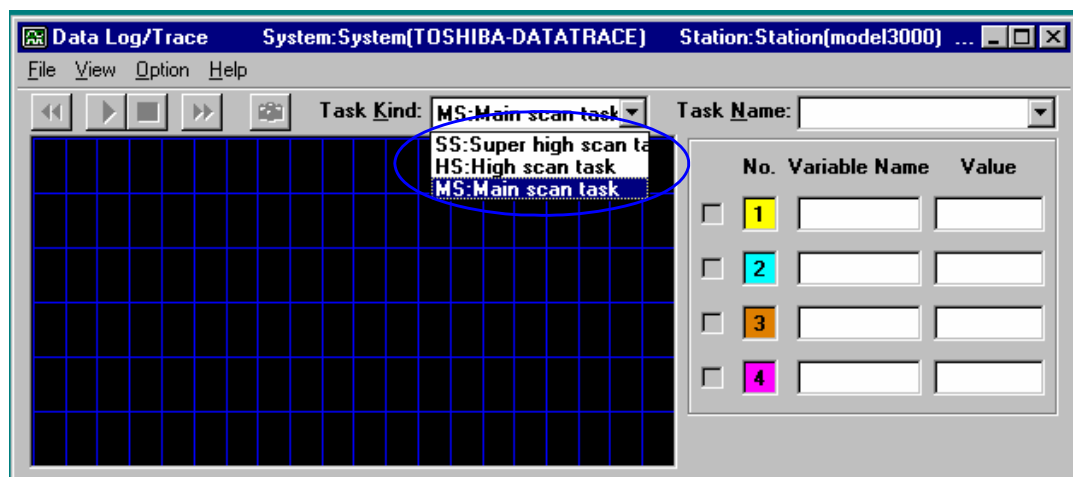 Data Log/Trace System:System(TOSHIBA-DATATRACE) Station:Station(model3000) ...
File View Option Help
Task Kind: MS:Main scan task Task Name:
SS:Super high scan ta
HS:High scan task
MS:Main scan task
No. Variable Name Value
1
2
3
4